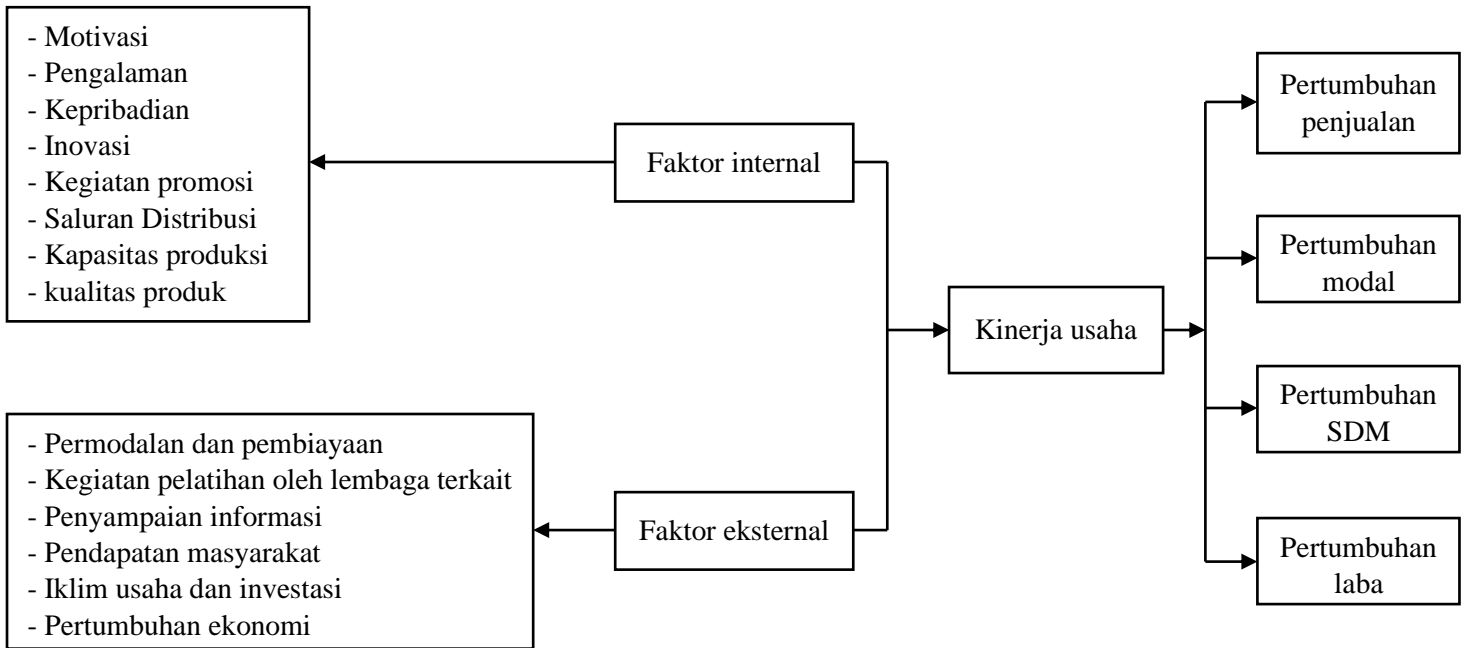 - Motivasi
- Pengalaman
- Kepribadian
- Inovasi
- Kegiatan promosi
- Saluran Distribusi
- Kapasitas produksi
- kualitas produk
Faktor internal
- Permodalan dan pembiayaan
- Kegiatan pelatihan oleh lembaga terkait
- Penyampaian informasi
- Pendapatan masyarakat
- Iklim usaha dan investasi
- Pertumbuhan ekonomi
Faktor eksternal
Kinerja usaha
Pertumbuhan
penjualan
Pertumbuhan
modal
Pertumbuhan
SDM
Pertumbuhan
laba